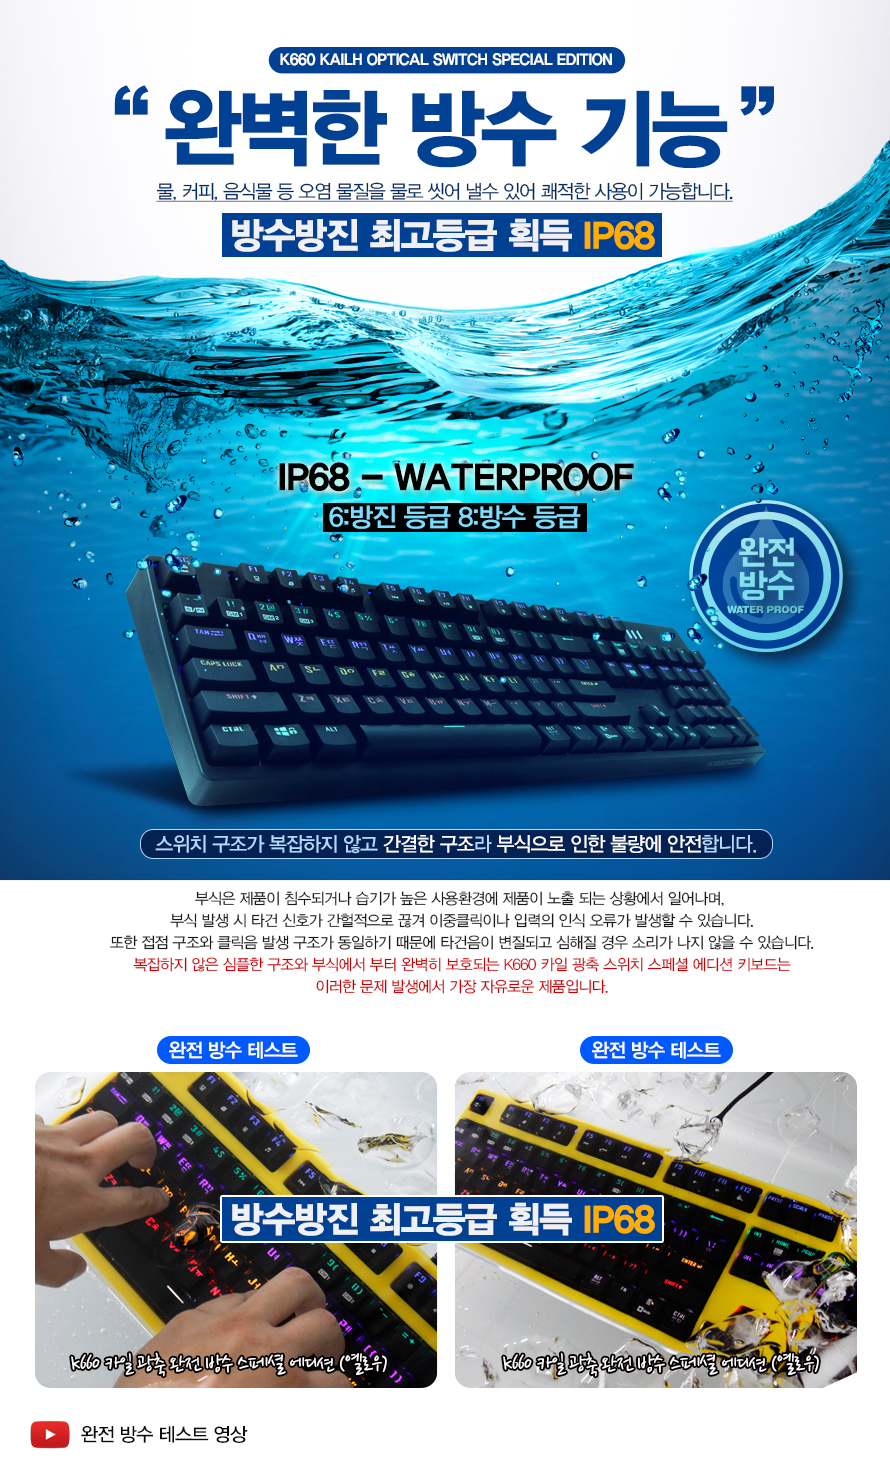 K660 KAILH OPTICAL SWITCH SPECIAL EDITION
“ 완벽한 방수 기능 ”
물, 커피, 음식물 등 오염 물질을 물로 씻어 낼수 있어 쾌적한 사용이 가능합니다.
방수방진 최고등급 획득 IP68
IP68 – WATERPROOF
6:방진 등급 8:방수 등급
완전
방수
WATER PROOF
TAB
CAPS LOCK
SHIFT
CTRL
ALT
스위치 구조가 복잡하지 않고 간결한 구조라 부식으로 인한 불량에 안전합니다.
부식은 제품이 침수되거나 습기가 높은 사용환경에 제품이 노출 되는 상황에서 일어나며,
부식 발생 시 타건 신호가 간헐적으로 끊겨 이중클릭이나 입력의 인식 오류가 발생할 수 있습니다.
또한 접점 구조와 클릭음 발생 구조가 동일하기 때문에 타건음이 변질되고 심해질 경우 소리가 나지 않을 수 있습니다.
복잡하지 않은 심플한 구조와 부식에서 부터 완벽히 보호되는 K660 카일 광축 스위치 스페셜 에디션 키보드는
이러한 문제 발생에서 가장 자유로운 제품입니다.
완전 방수 테스트
완전 방수 테스트
방수방진 최고등급 획득 IP68
K660 카일 광축 완전 방수 스페셜 에디션 (옐로우)
K660 카일 광축 완전 방수 스페셜 에디션 (옐로우)
완전 방수 테스트 영상